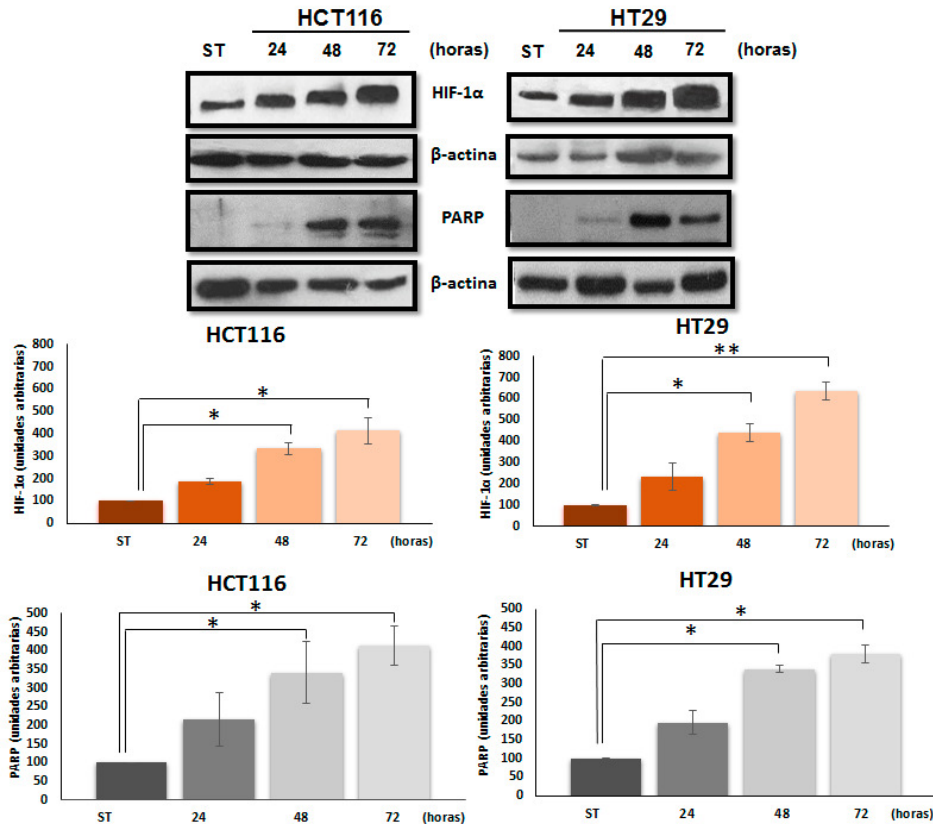 HCT116 HT29
ST 24 48 72 (horas) ST 24 48 72 (horas)
HIF-1α
β-actina
PARP
β-actina
HCT116
HIF-1α (unidades arbitrarias)
800
700
600
500
400
300
200
100
0
* *
ST 24 48 72 (horas)
HT29
HIF-1α (unidades arbitrarias)
800
700
600
500
400
300
200
100
0
* **
ST 24 48 72 (horas)
HCT116
PARP (unidades arbitrarias)
500
450
400
350
300
250
200
150
100
50
0
* *
ST 24 48 72 (horas)
HT29
PARP (unidades arbitrarias)
500
450
400
350
300
250
200
150
100
50
0
* *
ST 24 48 72 (horas)